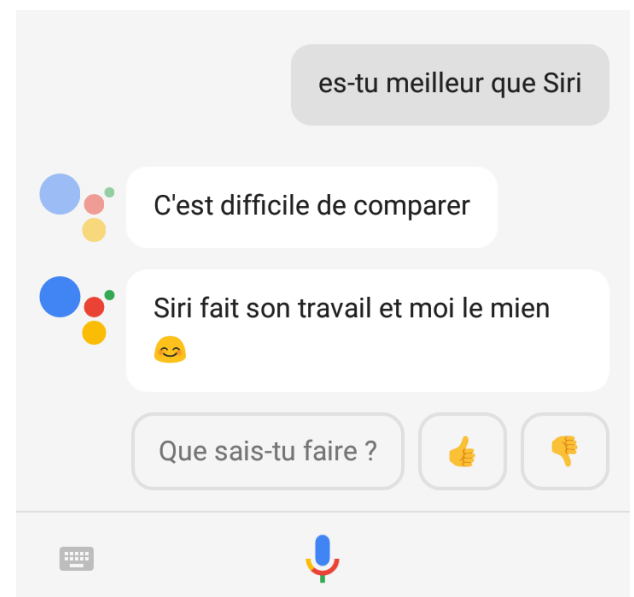 es-tu meilleur que Siri
C'est difficile de comparer
Siri fait son travail et moi le mien
😊
Que sais-tu faire ?
👍
👎